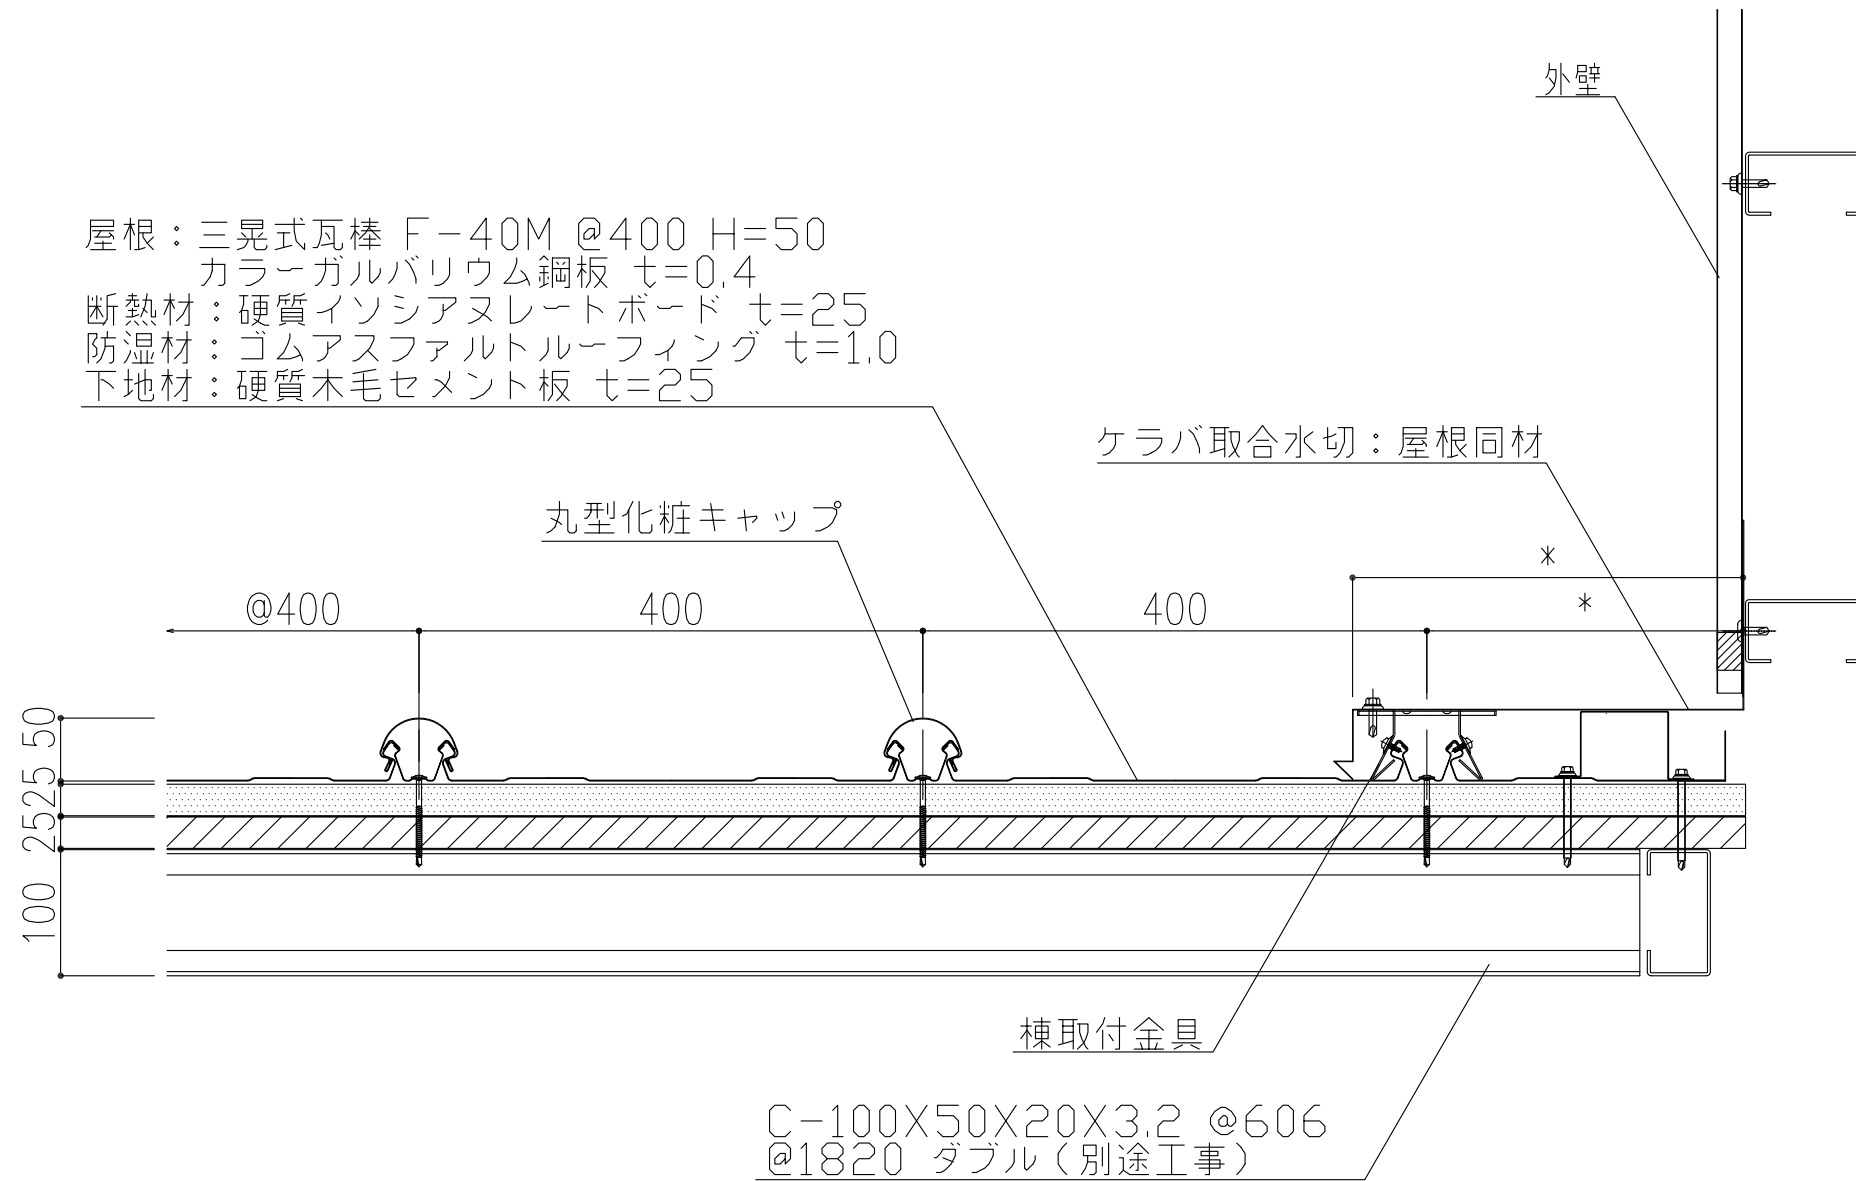 外壁
屋根：三晃式瓦棒 F-40M @400 H=50
カラーガルバリウム鋼板 t=0.4
断熱材：硬質イソシアヌレートボード t=25
防湿材：ゴムアスファルトルーフィング t=1.0
下地材：硬質木毛セメント板 t=25
ケラバ取合水切：屋根同材
丸型化粧キャップ
*
@400 400 400 *
50
25
25
100
棟取付金具
C-100X50X20X3.2 @606
@1820 ダブル（別途工事）